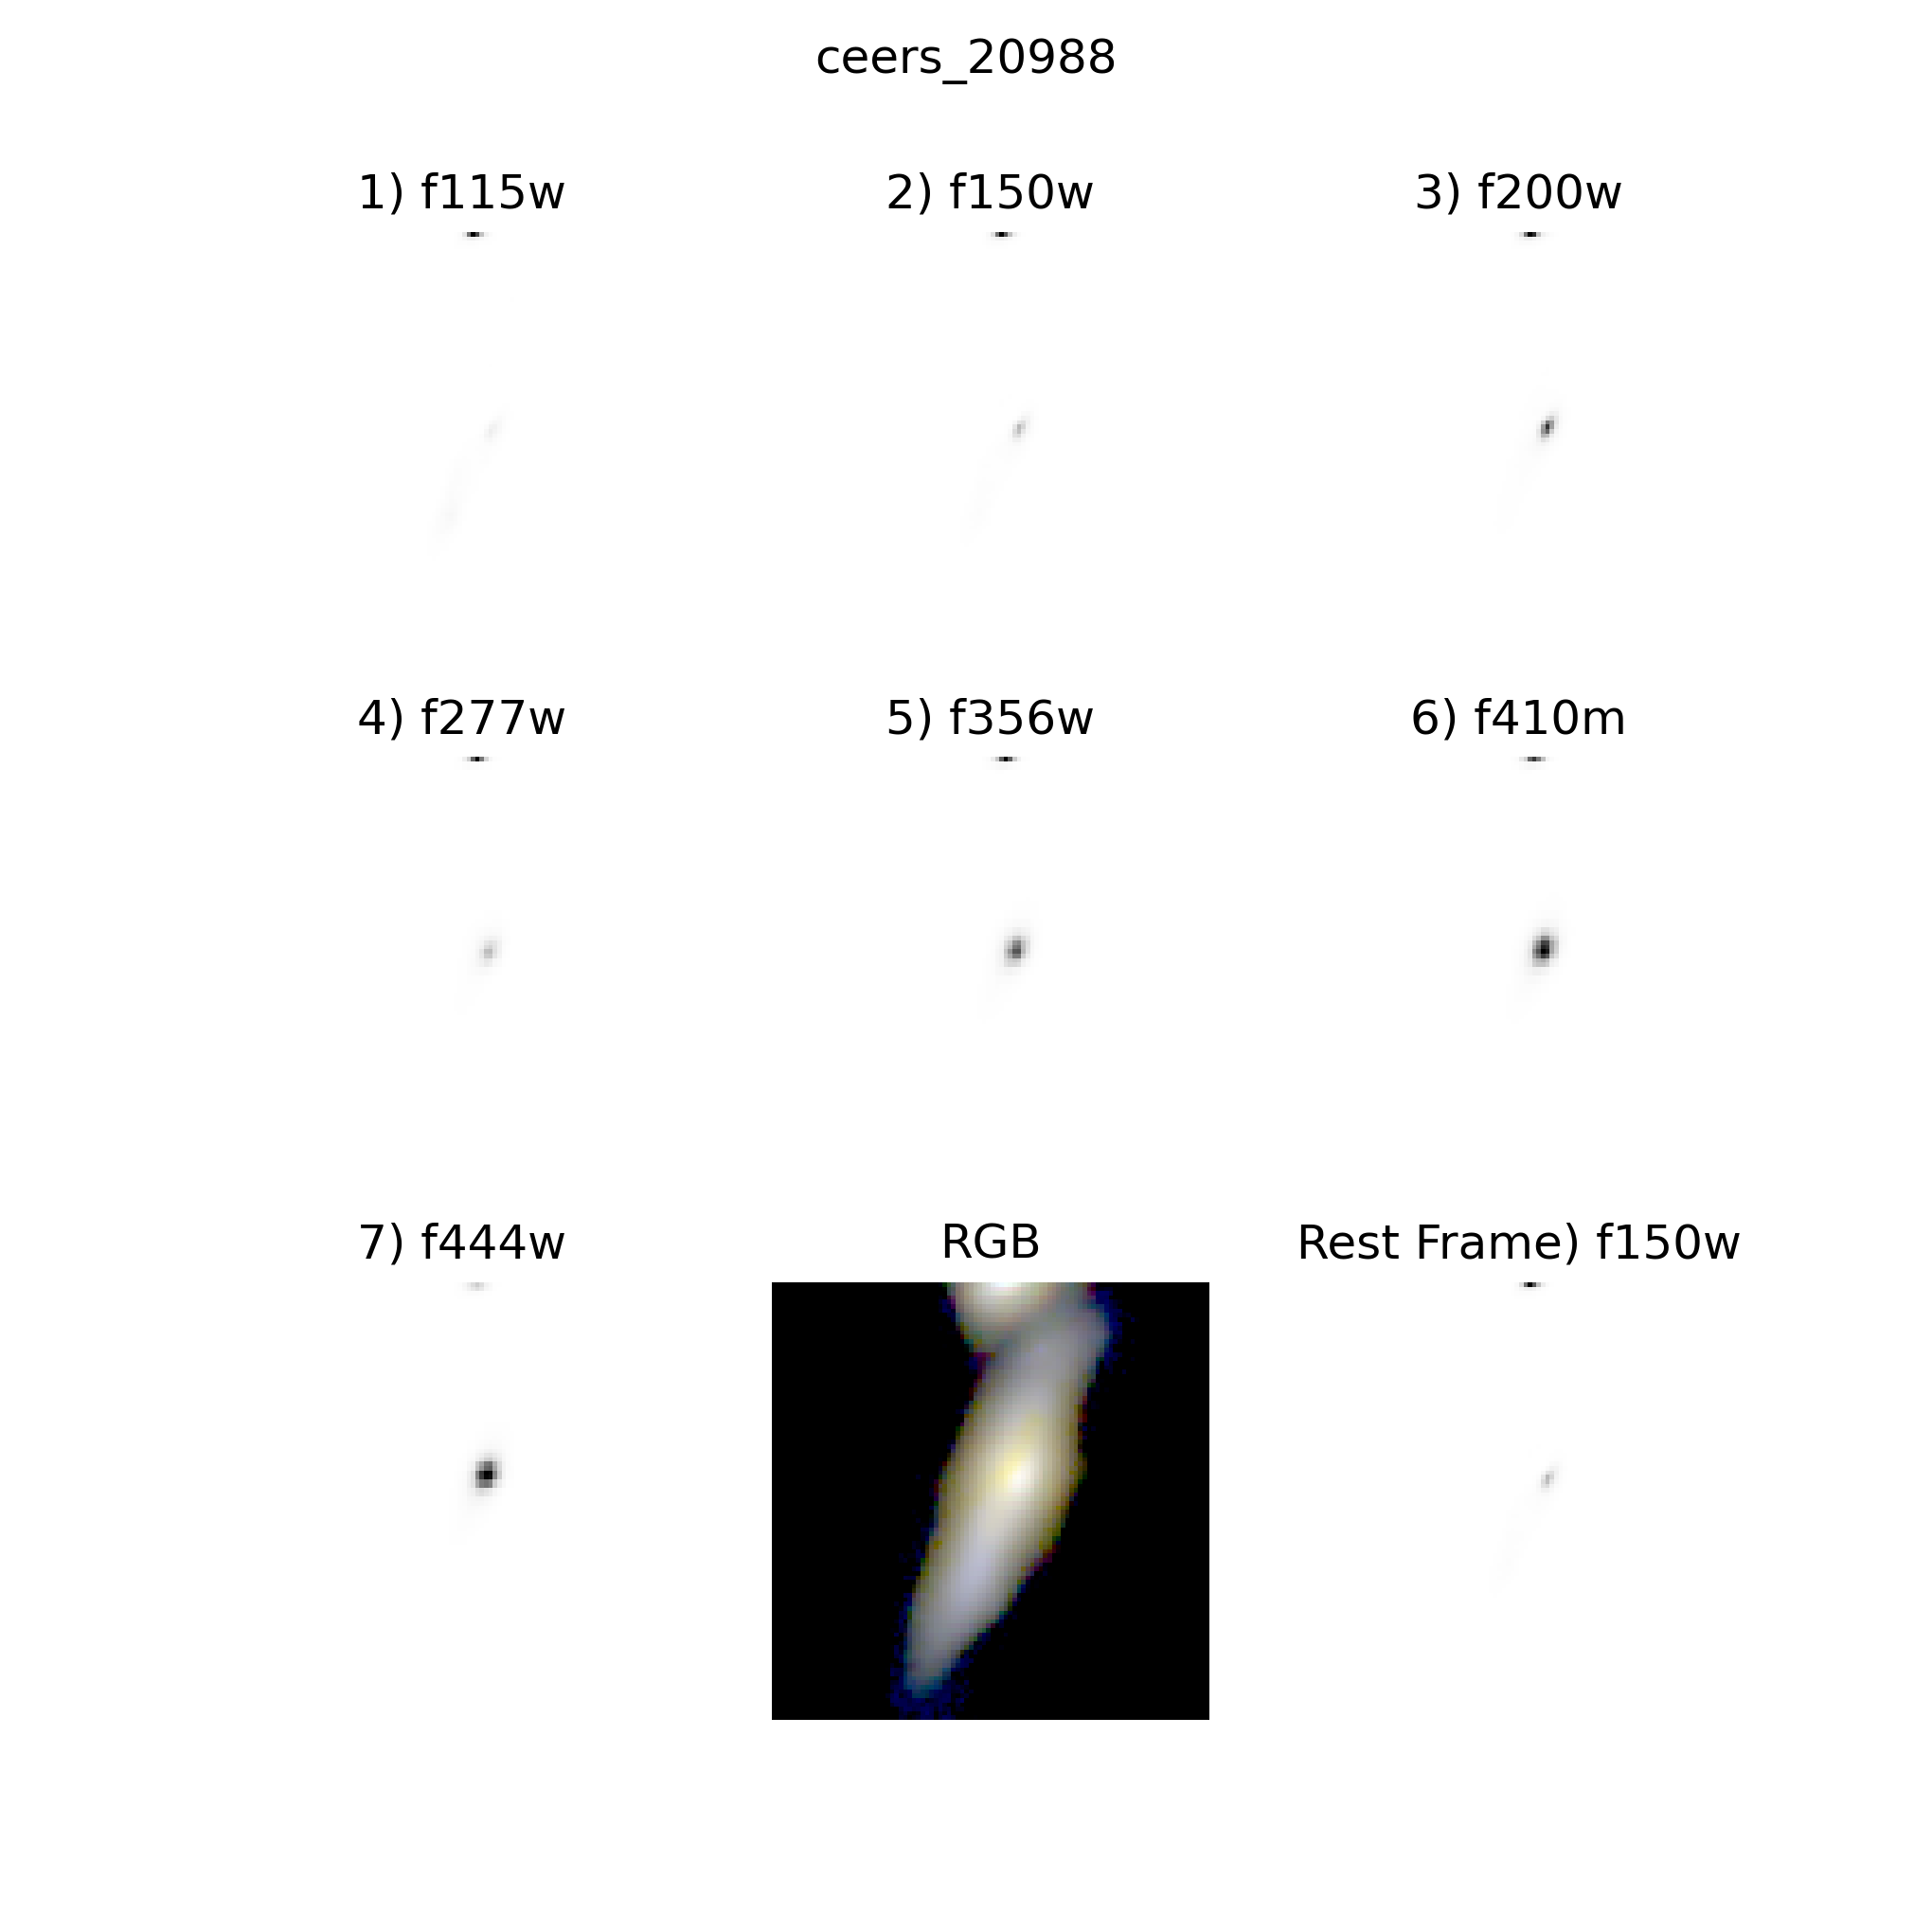 ceers_20988
1) f115w
2) f150w
3) f200w
4) f277w
5) f356w
6) f410m
7) f444w
RGB
Rest Frame) f150w